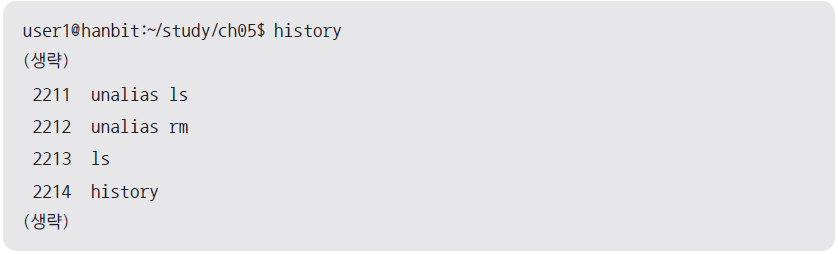 user1@hanbit:~/study/ch05$ history
(생략)
2211 unalias ls
2212 unalias rm
2213 ls
2214 history
(생략)